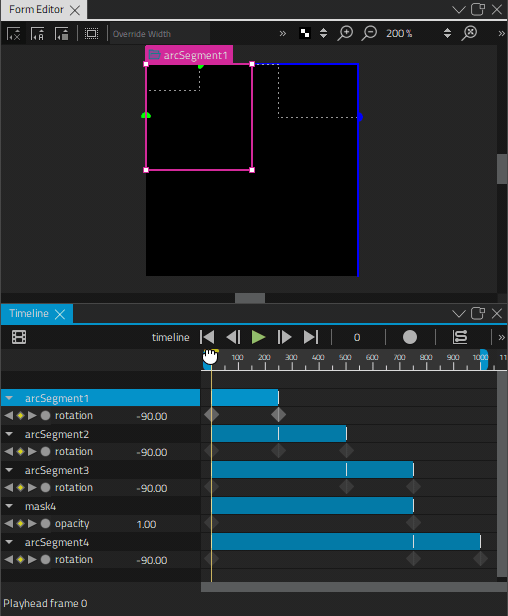 Form Editor
Override Width
200 %
arcSegment1
Timeline
timeline
0
100 200 300 400 500 600 700 800 900 1000 11
arcSegment1
rotation -90.00
arcSegment2
rotation -90.00
arcSegment3
rotation -90.00
mask4
opacity 1.00
arcSegment4
rotation -90.00
Playhead frame 0